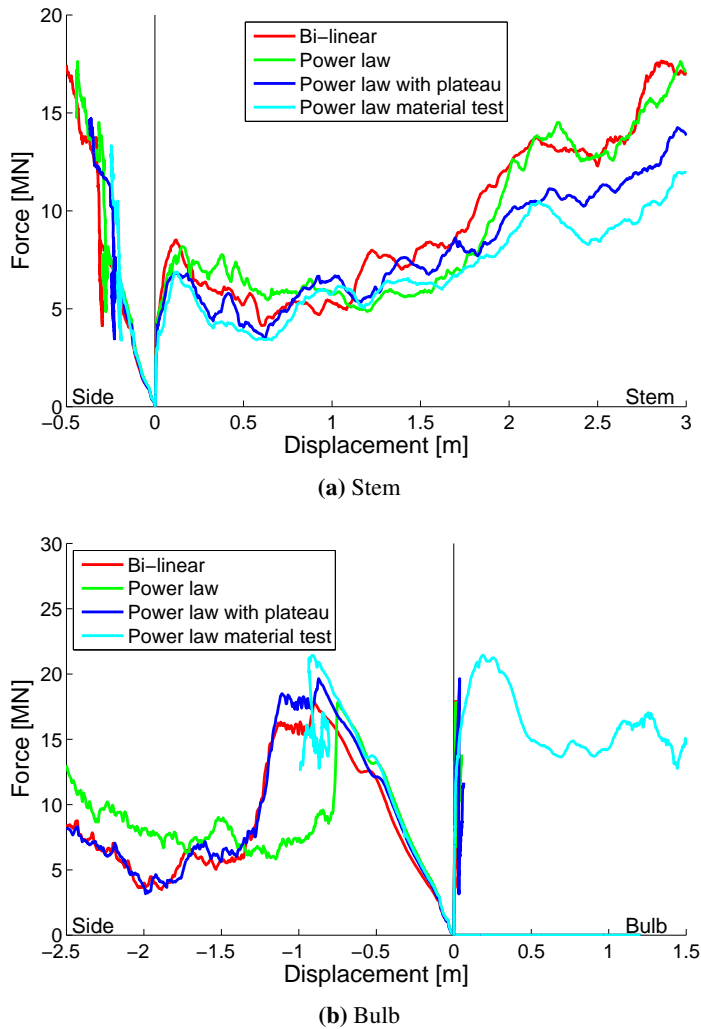 20
15
10
5
0
Force [MN]
Bi−linear
Power law
Power law with plateau
Power law material test
Side
Stem
-0.5 0 0.5 1 1.5 2 2.5 3
Displacement [m]
(a) Stem
30
25
20
15
10
5
0
Force [MN]
Bi−linear
Power law
Power law with plateau
Power law material test
Side
Bulb
-2.5 -2 -1.5 -1 -0.5 0 0.5 1 1.5
Displacement [m]
(b) Bulb